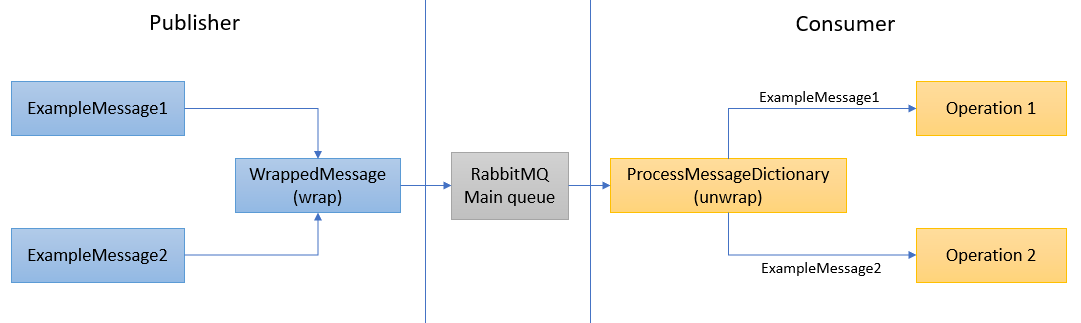 Publisher
Consumer
ExampleMessage1
ExampleMessage1
Operation 1
WrappedMessage
(wrap)
RabbitMQ
Main queue
ProcessMessageDictionary
(unwrap)
ExampleMessage2
ExampleMessage2
Operation 2